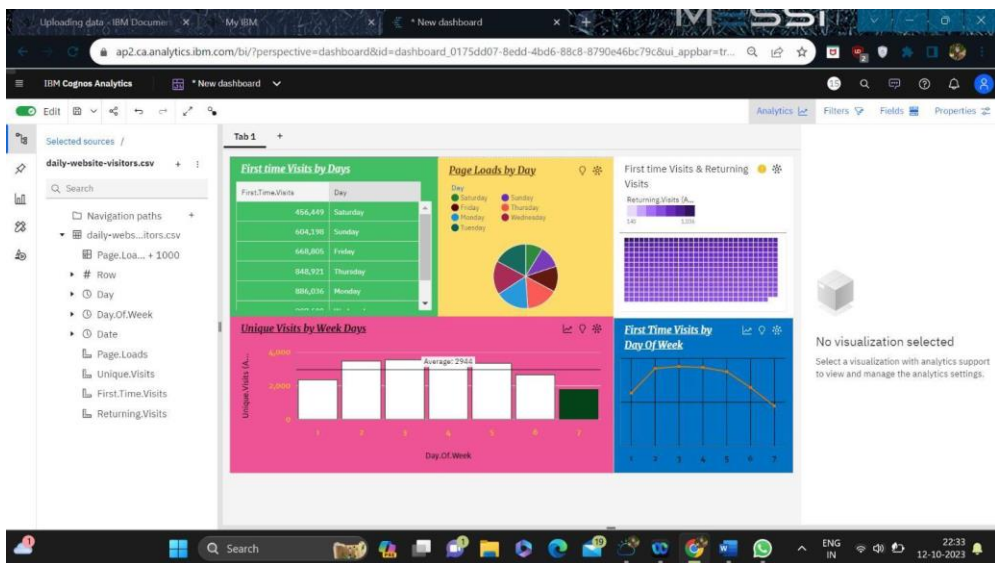 Uploading data - IBM Documen
My IBM
* New dashboard
MESSI
ap2.ca.analytics.ibm.com/bi/?perspective=dashboard&id=dashboard_0175dd07-8edd-4bd6-88c8-8790e46bc79c&ui_appbar=tr...
IBM Cognos Analytics
* New dashboard
15
Edit
Analytics
Filters
Fields
Properties
Selected sources /
Tab 1
daily-website-visitors.csv
Search
Navigation paths
daily-webs...itors.csv
Page.Loa... + 1000
Row
Day
Day.Of.Week
Date
Page.Loads
Unique.Visits
First.Time.Visits
Returning.Visits
First time Visits by Days
First.Time.Visits Day
456,449 Saturday
604,198 Sunday
668,805 Friday
848,921 Thursday
886,036 Monday
Page Loads by Day
Day
Saturday Sunday
Friday Thursday
Monday Wednesday
Tuesday
First time Visits & Returning
Visits
Returning.Visits (A...
Unique Visits by Week Days
Unique.Visits (A...
4,000
2,000
0
Average: 2944
1 2 3 4 5 6 7
Day.Of.Week
First Time Visits by
Day Of Week
1 2 3 4 5 6 7
No visualization selected
Select a visualization with analytics support
to view and manage the analytics settings.
Search
19
ENG
IN
22:33
12-10-2023